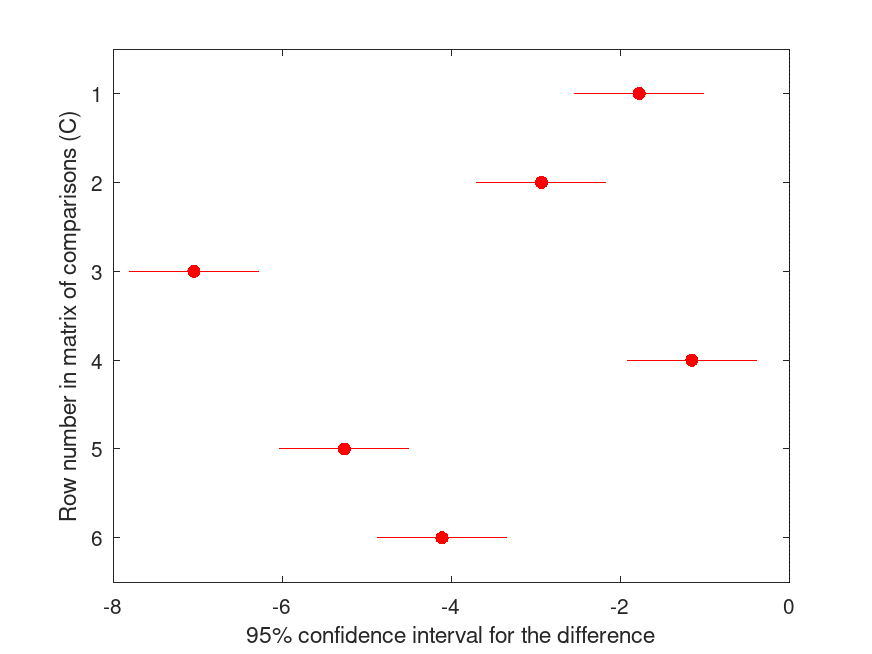 Row number in matrix of comparisons (C)
1
2
3
4
5
6
-8 -6 -4 -2 0
95% confidence interval for the difference